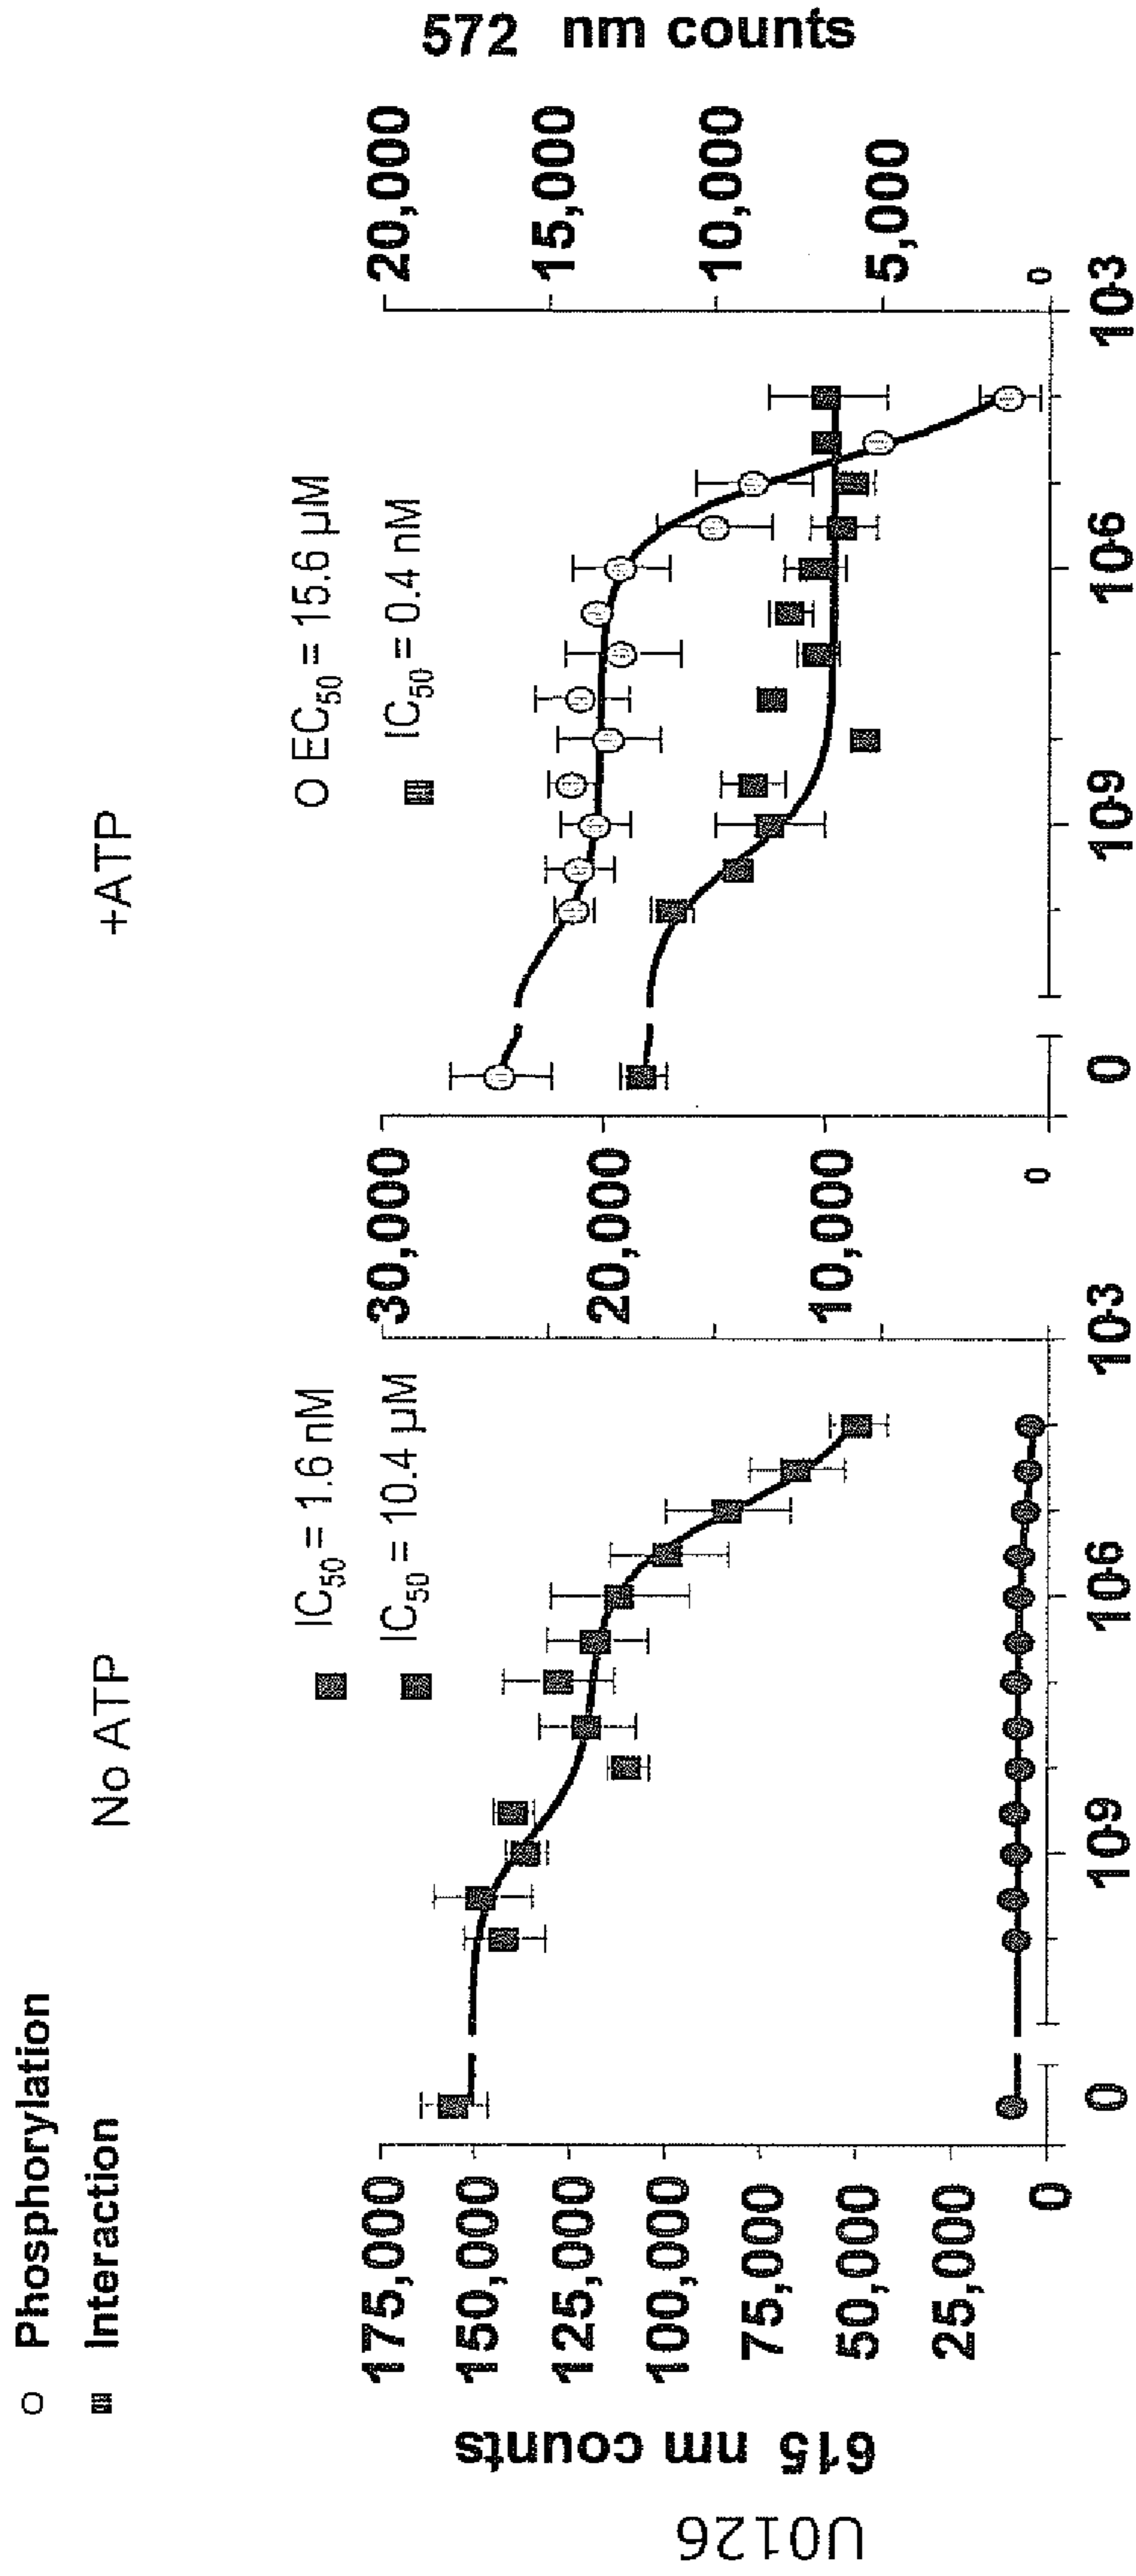 ○ Phosphorylation
■ Interaction
No ATP
+ATP
■ IC50 = 1.6 nM
■ IC50 = 10.4 µM
O EC50 = 15.6 µM
■ IC50 = 0.4 nM
U0126
615 nm counts
175,000
150,000
125,000
100,000
75,000
50,000
25,000
0
30,000
20,000
10,000
0
20,000
15,000
10,000
5,000
0
572 nm counts
0
10-9
10-6
10-3
0
10-9
10-6
10-3